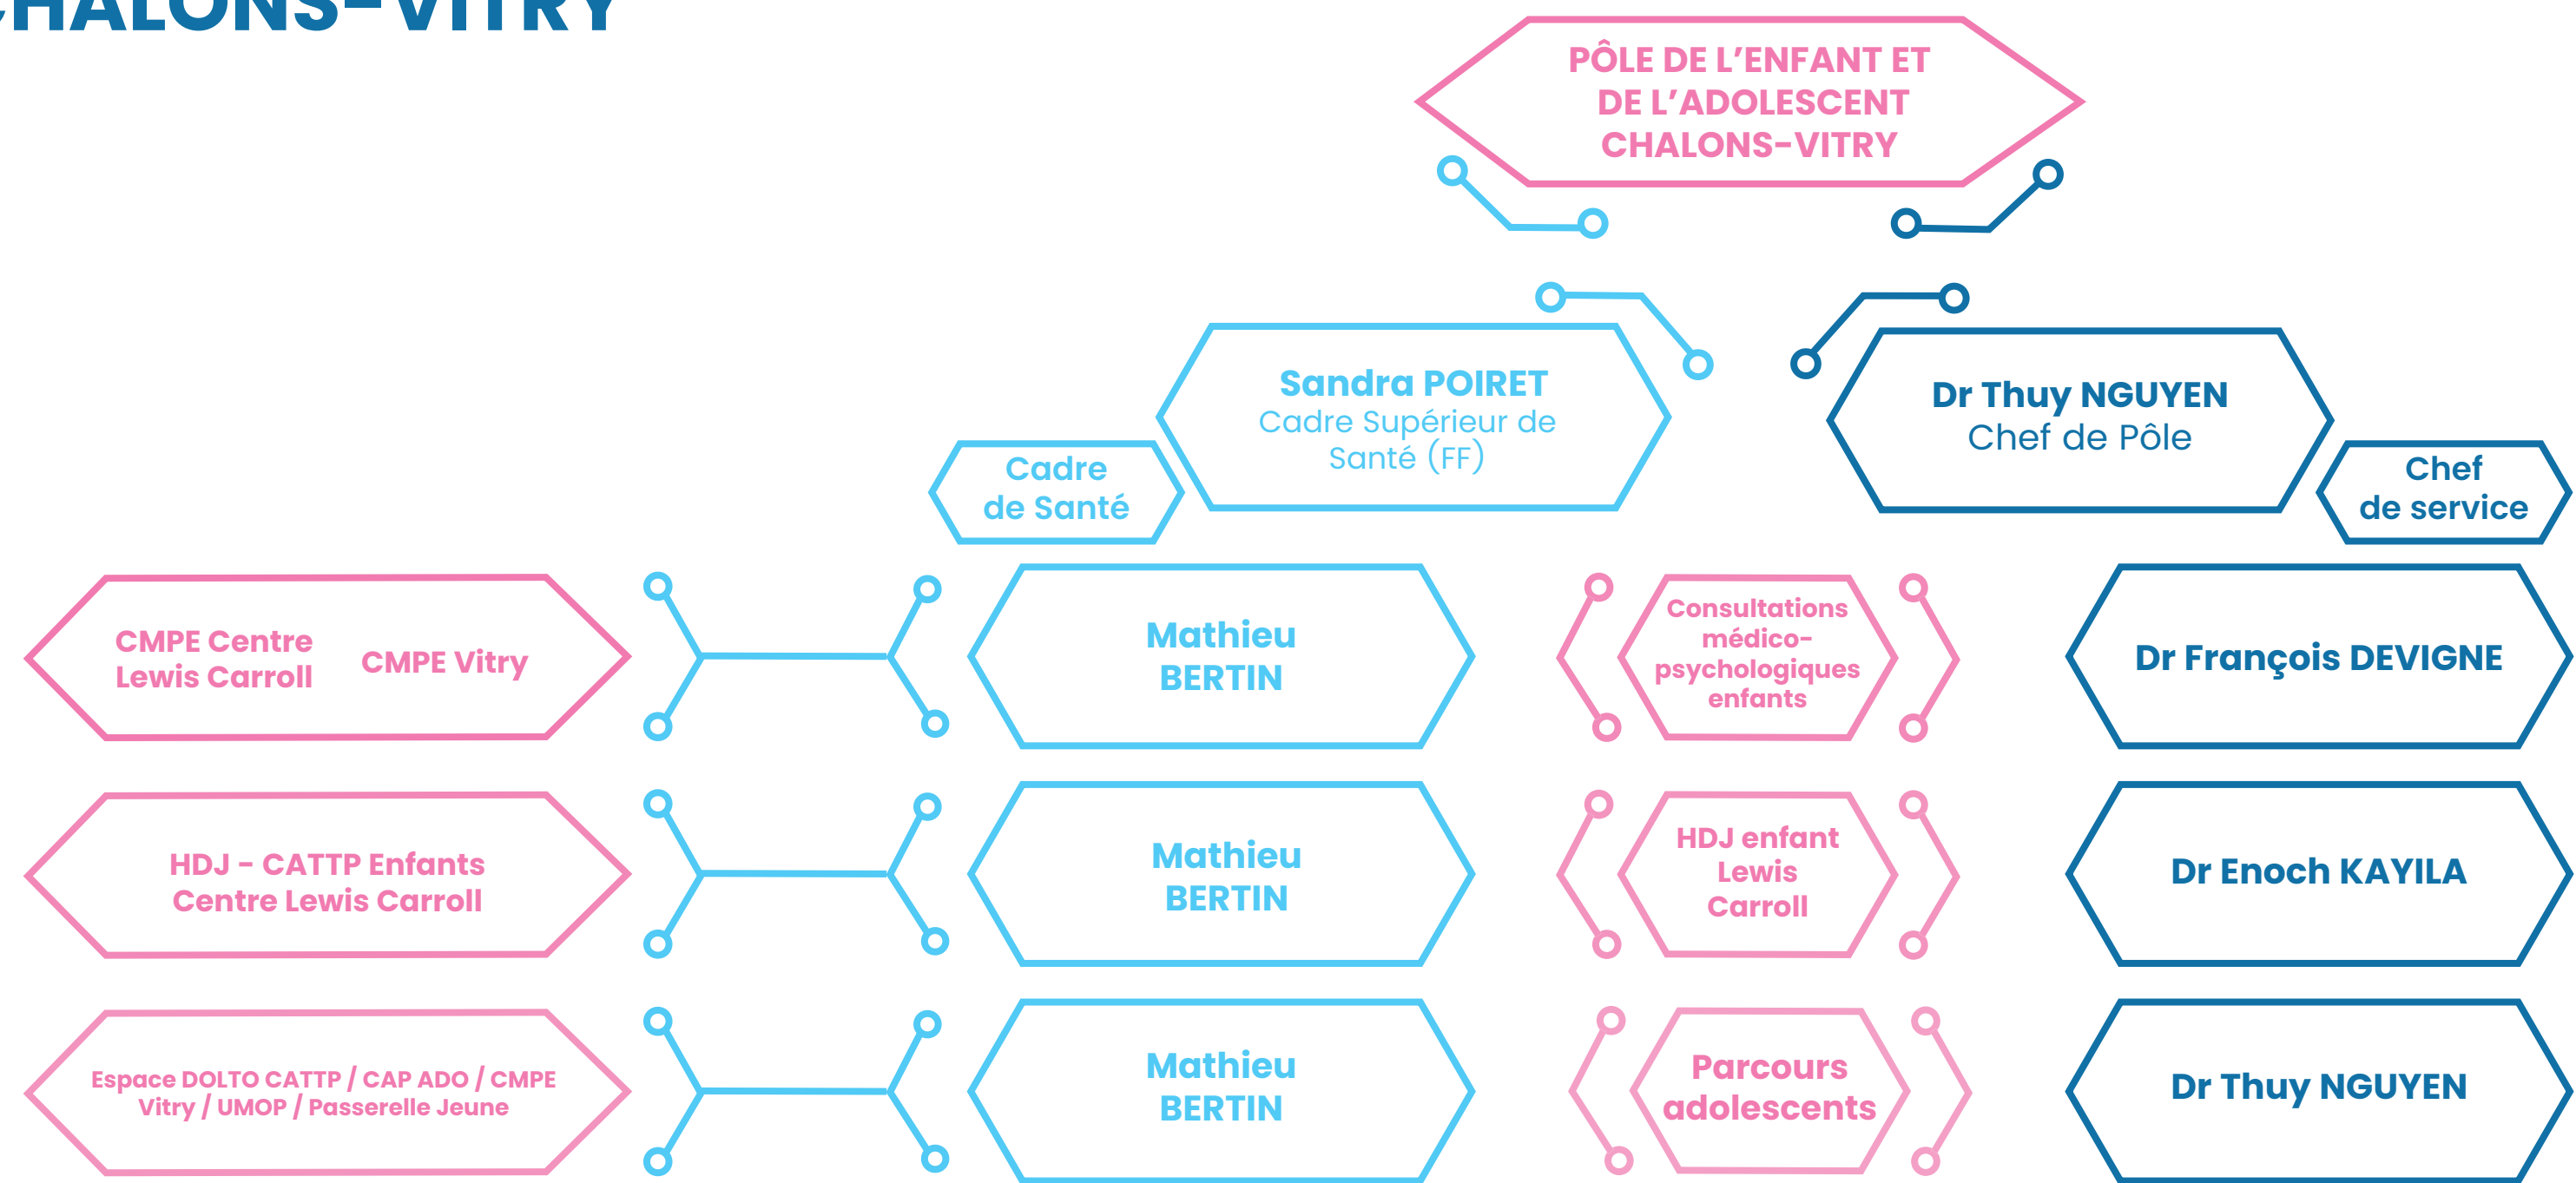 CHALONS-VITRY
PÔLE DE L'ENFANT ET
DE L'ADOLESCENT
CHALONS-VITRY
Sandra POIRET
Cadre Supérieur de
Santé (FF)
Dr Thuy NGUYEN
Chef de Pôle
Cadre
de Santé
Chef
de service
CMPE Centre
Lewis Carroll
CMPE Vitry
Mathieu
BERTIN
Consultations
médico-
psychologiques
enfants
Dr François DEVIGNE
HDJ - CATTP Enfants
Centre Lewis Carroll
Mathieu
BERTIN
HDJ enfant
Lewis
Carroll
Dr Enoch KAYILA
Espace DOLTO CATTP / CAP ADO / CMPE
Vitry / UMOP / Passerelle Jeune
Mathieu
BERTIN
Parcours
adolescents
Dr Thuy NGUYEN